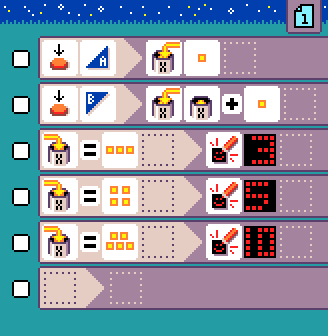 1
A X
B X X +
X =
X =
X =